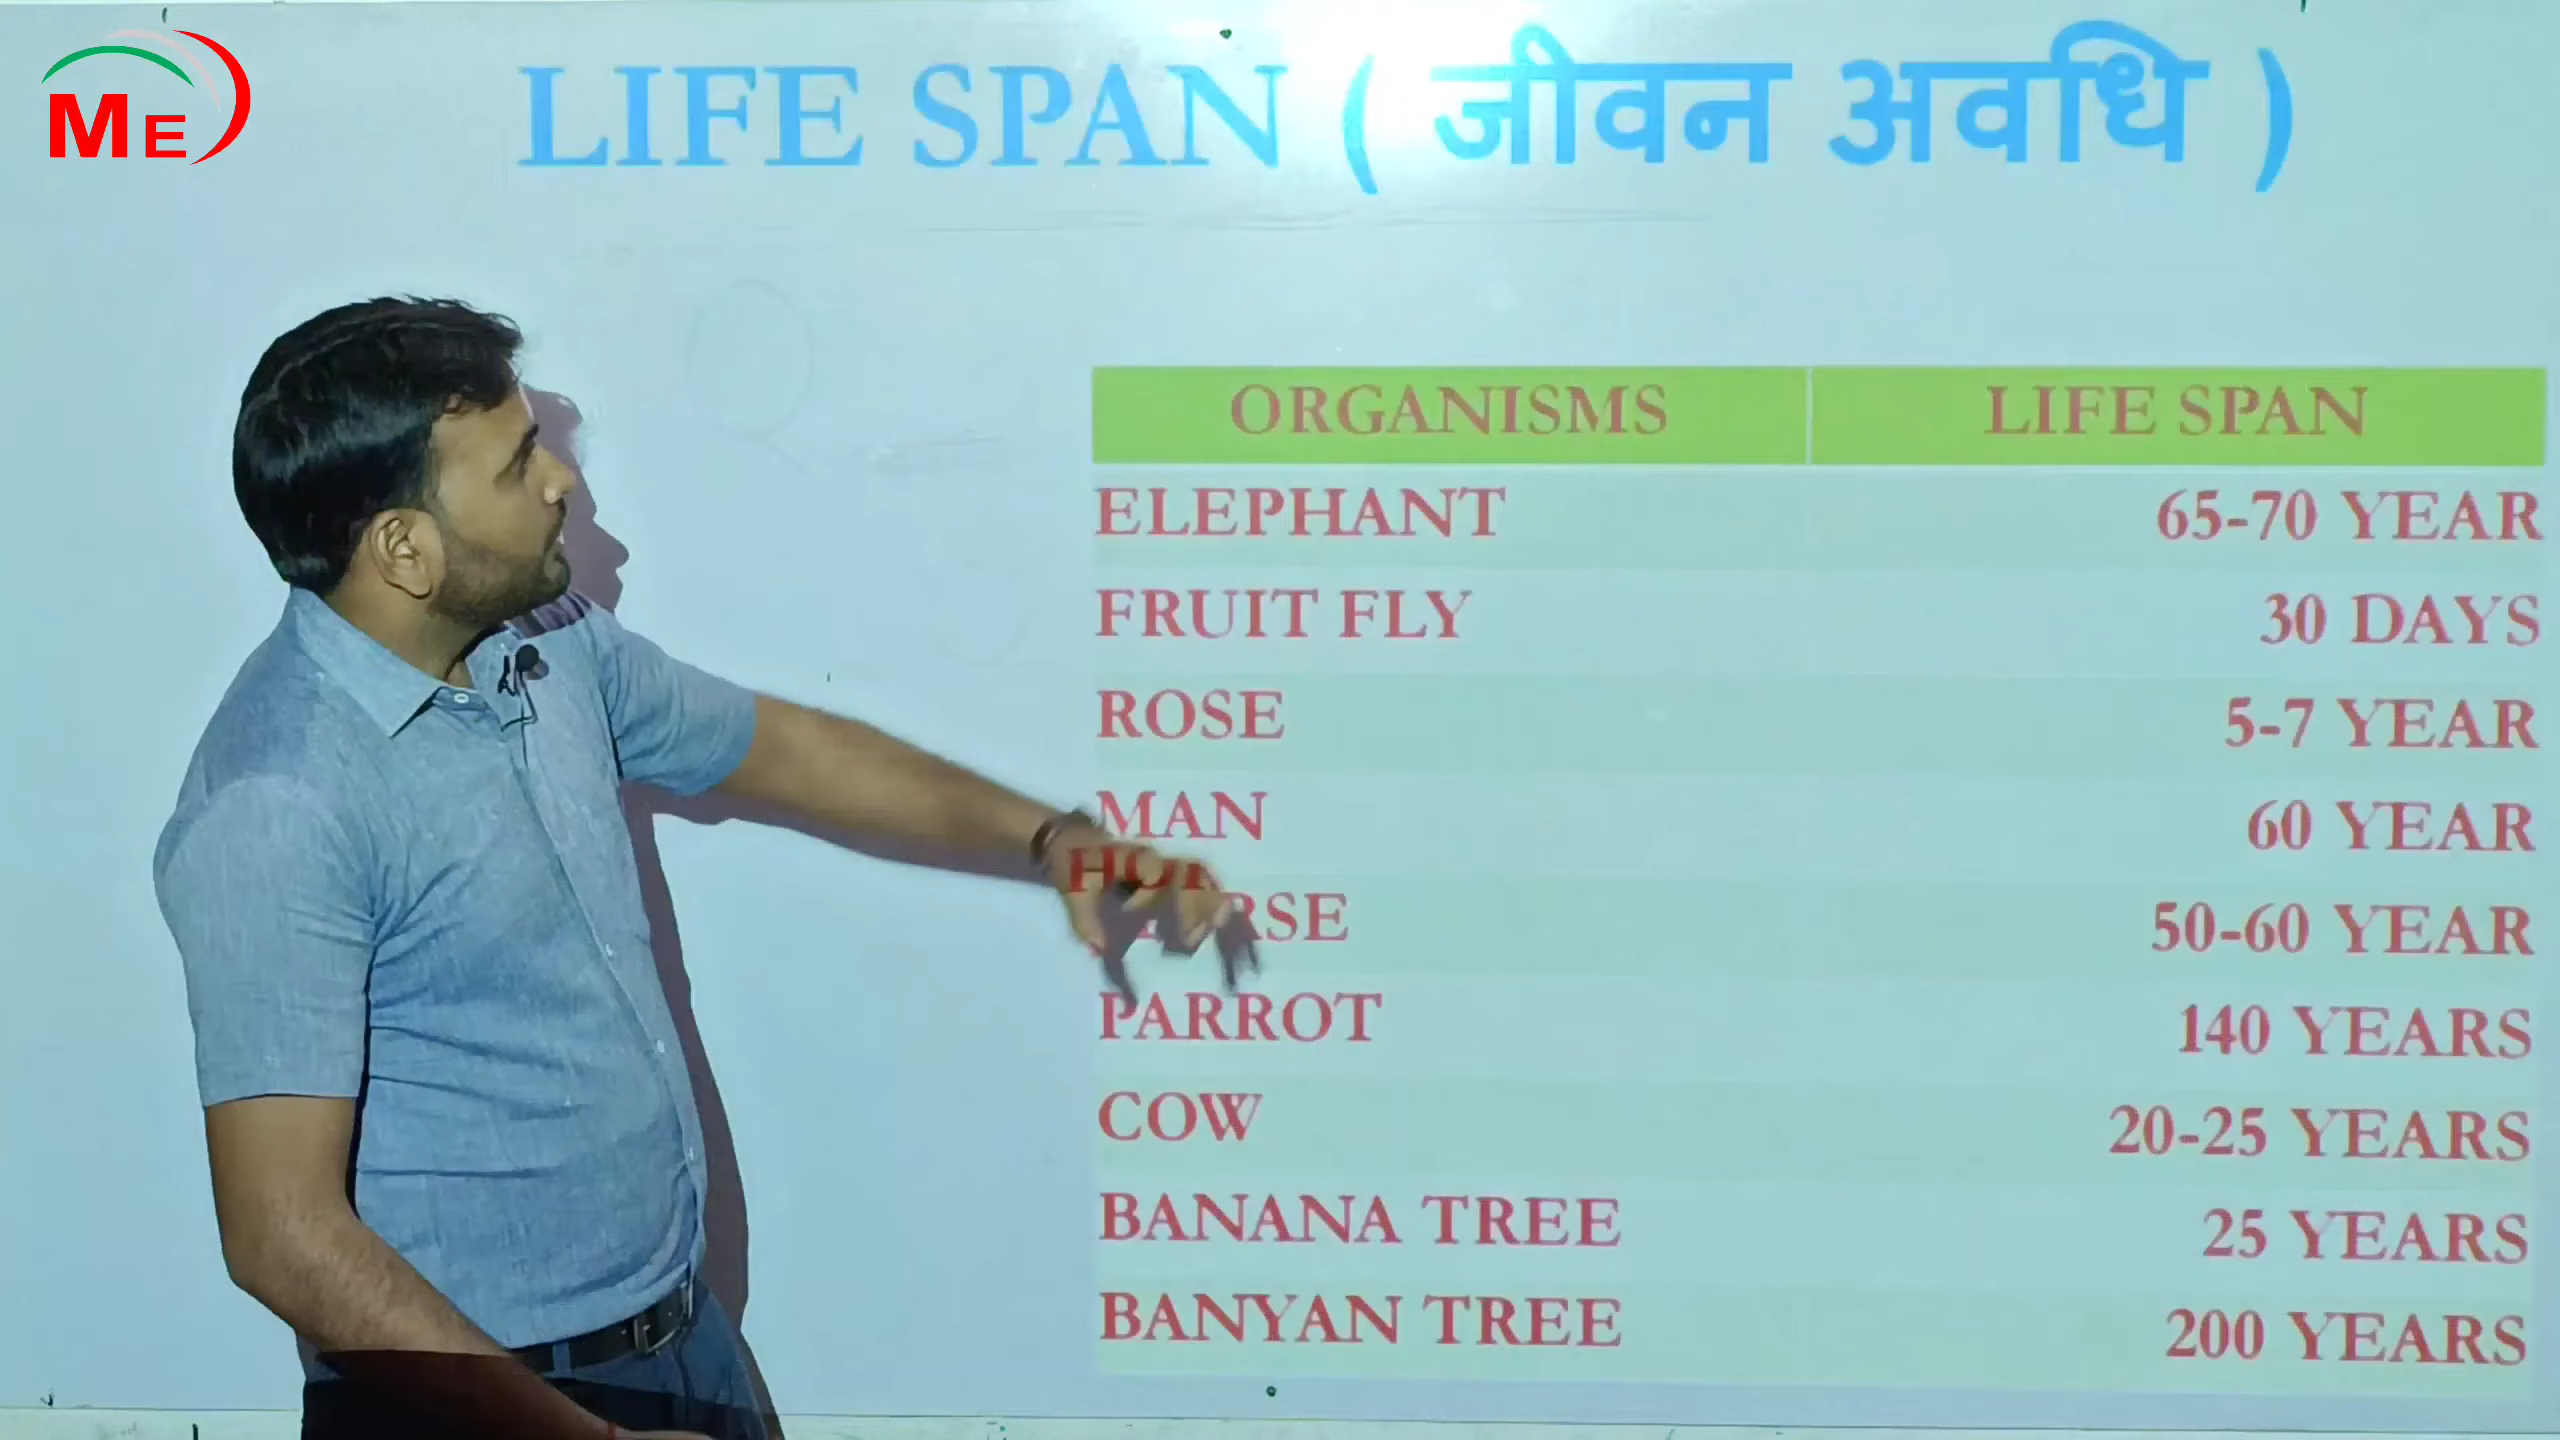 ME
LIFE SPAN ( जीवन अवधि )
ORGANISMS LIFE SPAN
ELEPHANT 65-70 YEAR
FRUIT FLY 30 DAYS
ROSE 5-7 YEAR
MAN 60 YEAR
HORSE 50-60 YEAR
PARROT 140 YEARS
COW 20-25 YEARS
BANANA TREE 25 YEARS
BANYAN TREE 200 YEARS